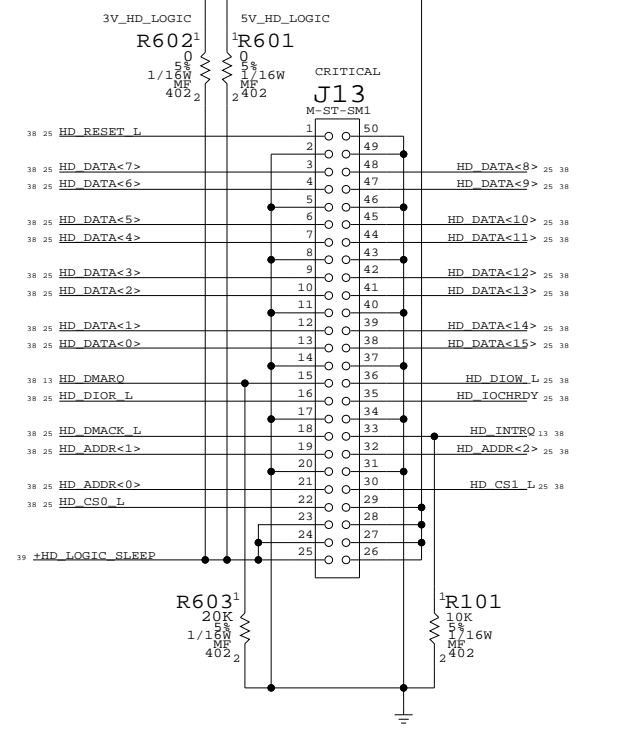 3V_HD_LOGIC 5V_HD_LOGIC
R602 1 1 R601
0 0
5% 5%
1/16W 1/16W
MF MF
402 2 2 402
CRITICAL
J13
M-ST-SM1
38 25 HD_RESET_L 1 50
2 49
38 25 HD_DATA<7> 3 48 HD_DATA<8> 25 38
38 25 HD_DATA<6> 4 47 HD_DATA<9> 25 38
5 46
38 25 HD_DATA<5> 6 45 HD_DATA<10> 25 38
38 25 HD_DATA<4> 7 44 HD_DATA<11> 25 38
8 43
38 25 HD_DATA<3> 9 42 HD_DATA<12> 25 38
38 25 HD_DATA<2> 10 41 HD_DATA<13> 25 38
11 40
38 25 HD_DATA<1> 12 39 HD_DATA<14> 25 38
38 25 HD_DATA<0> 13 38 HD_DATA<15> 25 38
14 37
38 13 HD_DMARQ 15 36 HD_DIOW_L 25 38
38 25 HD_DIOR_L 16 35 HD_IOCHRDY 25 38
17 34
38 25 HD_DMACK_L 18 33 HD_INTRQ 13 38
38 25 HD_ADDR<1> 19 32 HD_ADDR<2> 25 38
20 31
38 25 HD_ADDR<0> 21 30 HD_CS1_L 25 38
38 25 HD_CS0_L 22 29
23 28
24 27
39 +HD_LOGIC_SLEEP 25 26
R603 1 1 R101
20K 10K
5% 5%
1/16W 1/16W
MF MF
402 2 2 402